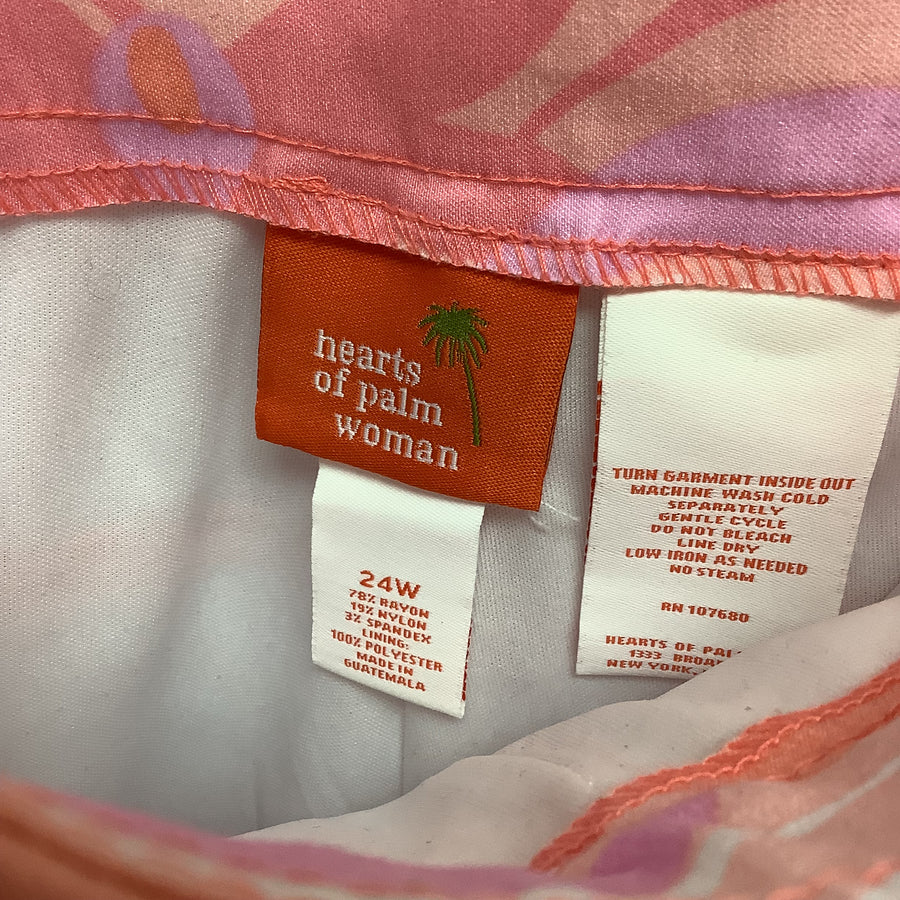 hearts
of palm
woman
24W
78% RAYON
19% NYLON
3% SPANDEX
LINING:
100% POLYESTER
MADE IN
GUATEMALA
TURN GARMENT INSIDE OUT
MACHINE WASH COLD
SEPARATELY
GENTLE CYCLE
DO NOT BLEACH
LINE DRY
LOW IRON AS NEEDED
NO STEAM
RN 107680
HEARTS OF
1333
NEW YORK,